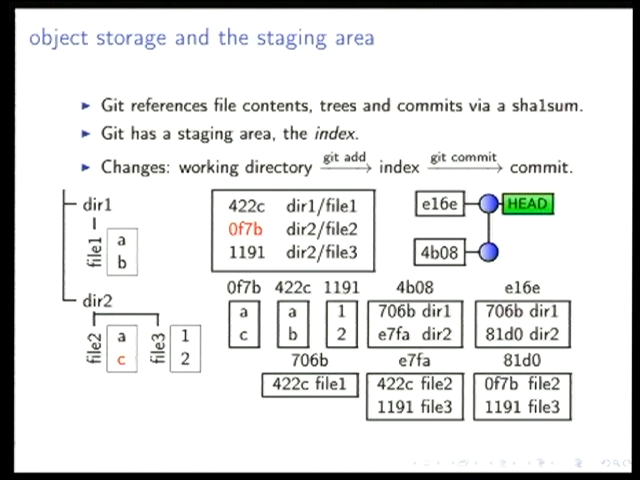 object storage and the staging area
Git references file contents, trees and commits via a sha1sum.
Git has a staging area, the index.
Changes: working directory git add index git commit commit.
dir1
file1
a
b
dir2
file2
a
c
file3
1
2
422c dir1/file1
0f7b dir2/file2
1191 dir2/file3
e16e HEAD
4b08
0f7b 422c 1191 4b08 e16e
a a 1 706b dir1 706b dir1
c b 2 e7fa dir2 81d0 dir2
706b e7fa 81d0
422c file1 422c file2 0f7b file2
1191 file3 1191 file3